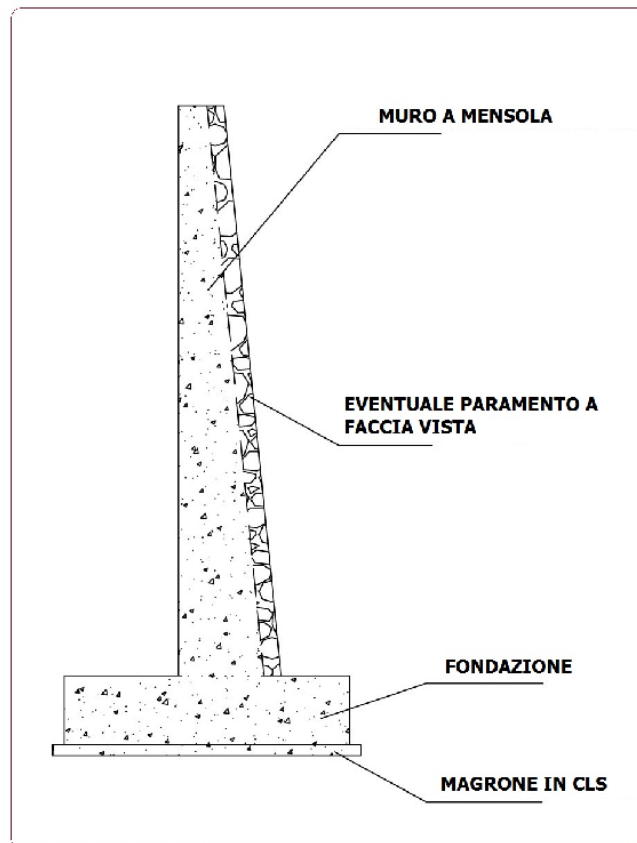 MURO A MENSOLA
EVENTUALE PARAMENTO A
FACCIA VISTA
FONDAZIONE
MAGRONE IN CLS